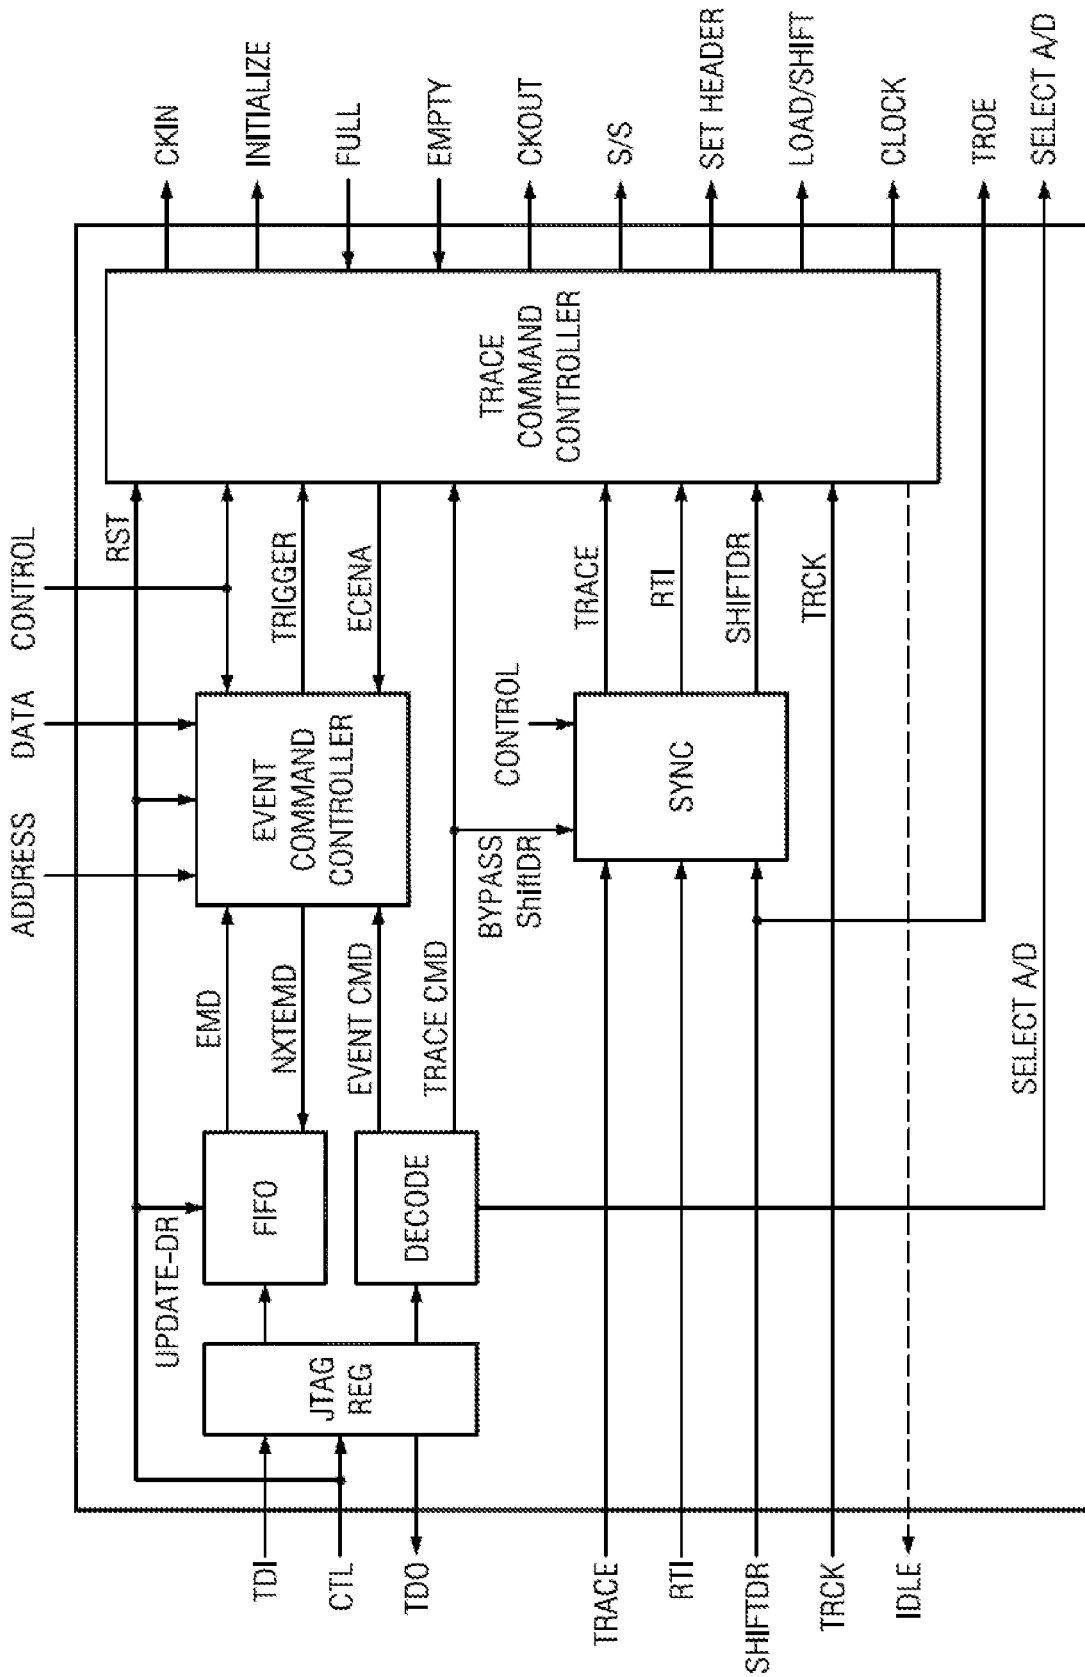 ADDRESS
DATA
CONTROL
TDI
CTL
TDO
TRACE
RTI
SHIFTDR
TRCK
IDLE
JTAG
REG
UPDATE-DR
FIFO
DECODE
EMD
NXTEMD
EVENT CMD
TRACE CMD
EVENT
COMMAND
CONTROLLER
BYPASS
ShiftDR
CONTROL
SYNC
RST
TRIGGER
ECENA
TRACE
RTI
SHIFTDR
TRCK
TRACE
COMMAND
CONTROLLER
SELECT A/D
CKIN
INITIALIZE
FULL
EMPTY
CKOUT
S/S
SET HEADER
LOAD/SHIFT
CLOCK
TROE
SELECT A/D